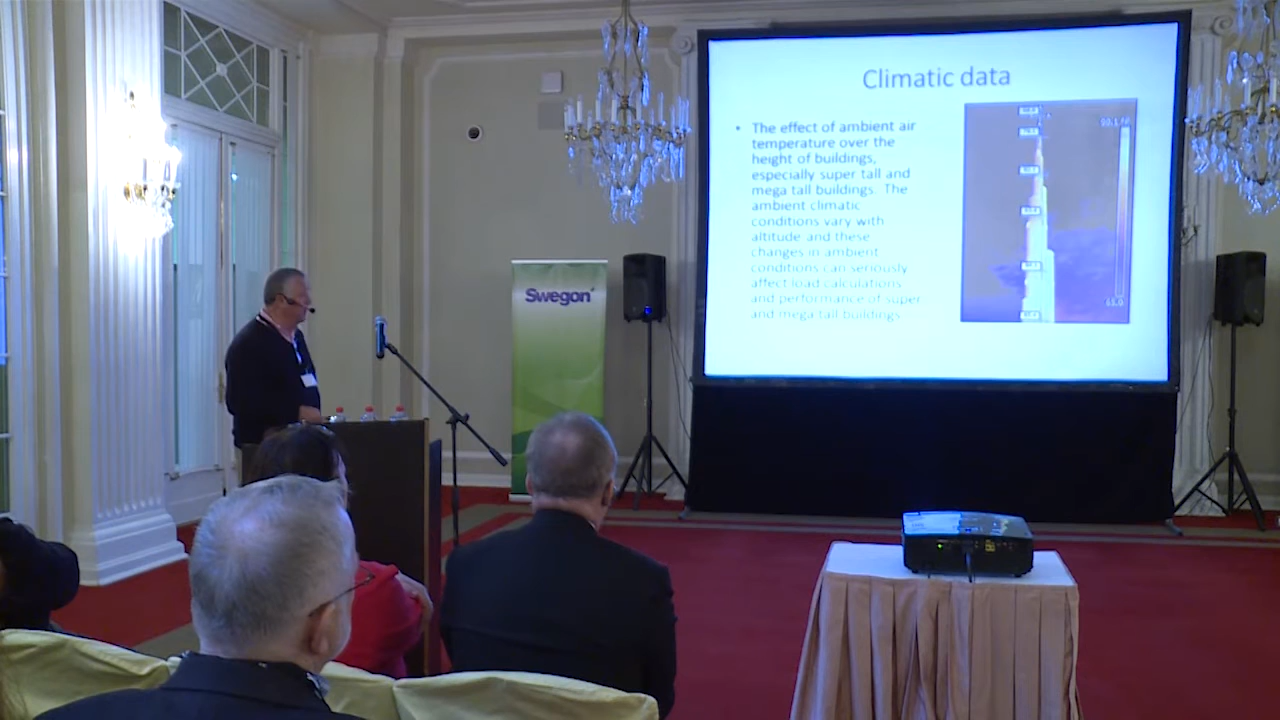 Climatic data
• The effect of ambient air
temperature over the
height of buildings,
especially super tall and
mega tall buildings. The
ambient climatic
conditions vary with
altitude and these
changes in ambient
conditions can seriously
affect load calculations
and performance of super
and mega tall buildings.
Swegon